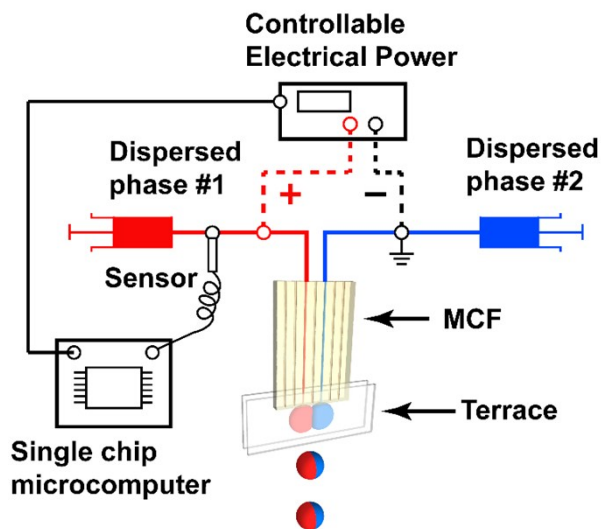 Controllable
Electrical Power
Dispersed
phase #1
Dispersed
phase #2
+
−
Sensor
MCF
Terrace
Single chip
microcomputer